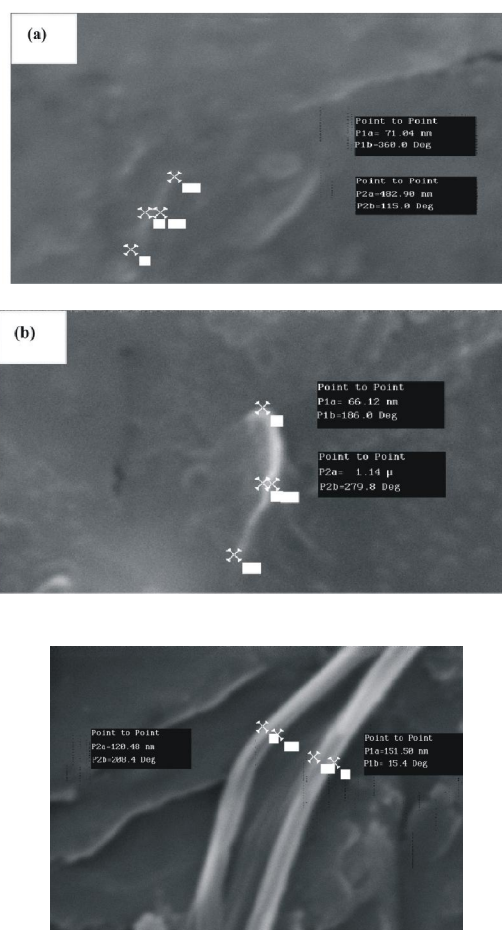 (a)
Point to Point
P1a= 71.04 nm
P1b=360.0 Deg
Point to Point
P2a=482.90 nm
P2b=115.0 Deg
(b)
Point to Point
P1a= 66.12 nm
P1b=186.0 Deg
Point to Point
P2a= 1.14 µ
P2b=279.8 Deg
Point to Point
P2a=120.48 nm
P2b=208.4 Deg
Point to Point
P1a=151.50 nm
P1b= 15.4 Deg